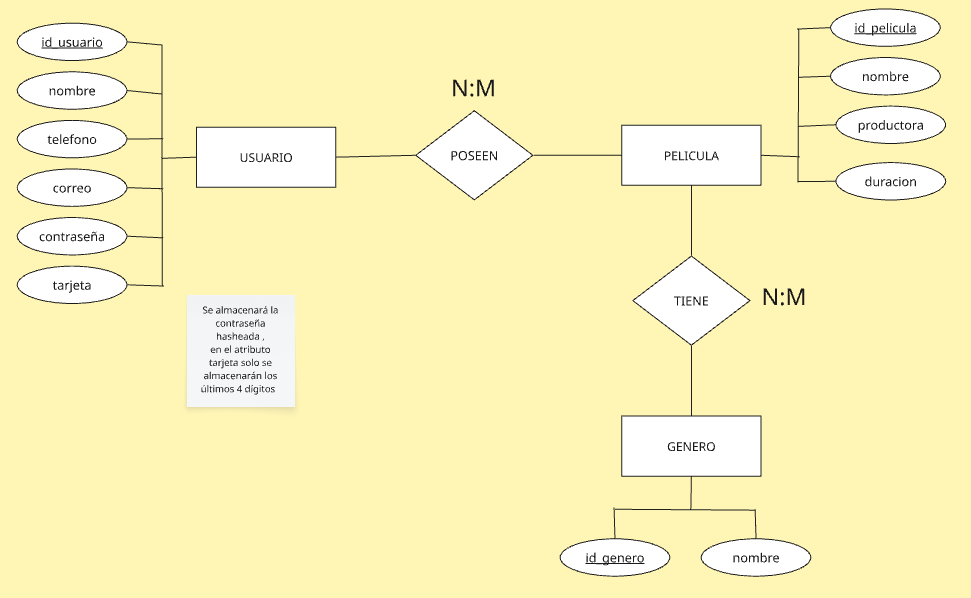 id_usuario
nombre
telefono
correo
contraseña
tarjeta
USUARIO
N:M
POSEEN
PELICULA
id_pelicula
nombre
productora
duracion
TIENE
N:M
GENERO
id_genero
nombre
Se almacenará la
contraseña
hasheada ,
en el atributo
tarjeta solo se
almacenarán los
últimos 4 dígitos